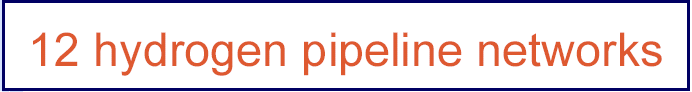 12 hydrogen pipeline networks